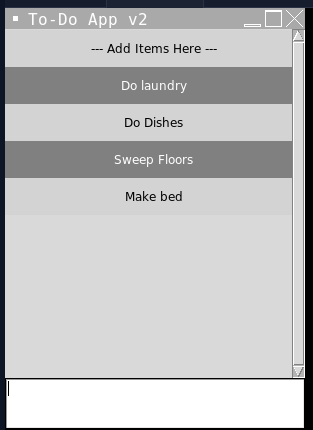 To-Do App v2
--- Add Items Here ---
Do laundry
Do Dishes
Sweep Floors
Make bed